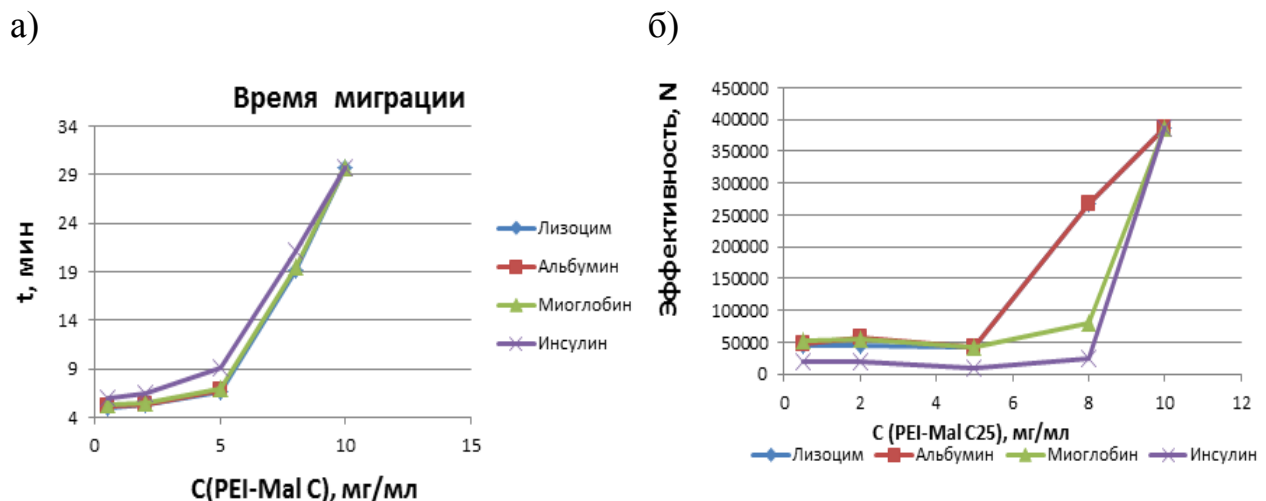 а)
Время миграции
t, мин
34
29
24
19
14
9
4
0
5
10
15
C(PEI-Mal C), мг/мл
Лизоцим
Альбумин
Миоглобин
Инсулин
б)
Эффективность, N
450000
400000
350000
300000
250000
200000
150000
100000
50000
0
0
2
4
6
8
10
12
C (PEI-Mal C25), мг/мл
Лизоцим
Альбумин
Миоглобин
Инсулин